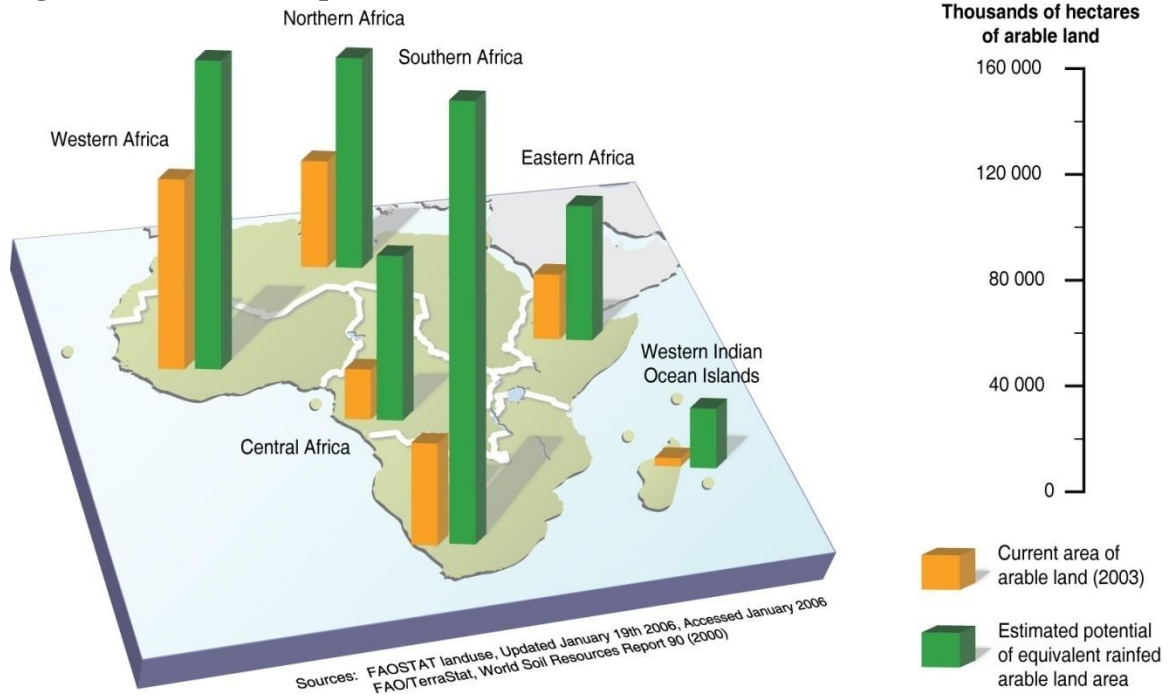 Northern Africa
Southern Africa
Western Africa
Eastern Africa
Western Indian
Ocean Islands
Central Africa
Sources: FAOSTAT landuse, Updated January 19th 2006, Accessed January 2006
FAO/TerraStat, World Soil Resources Report 90 (2000)
Thousands of hectares
of arable land
160 000
120 000
80 000
40 000
0
Current area of
arable land (2003)
Estimated potential
of equivalent rainfed
arable land area